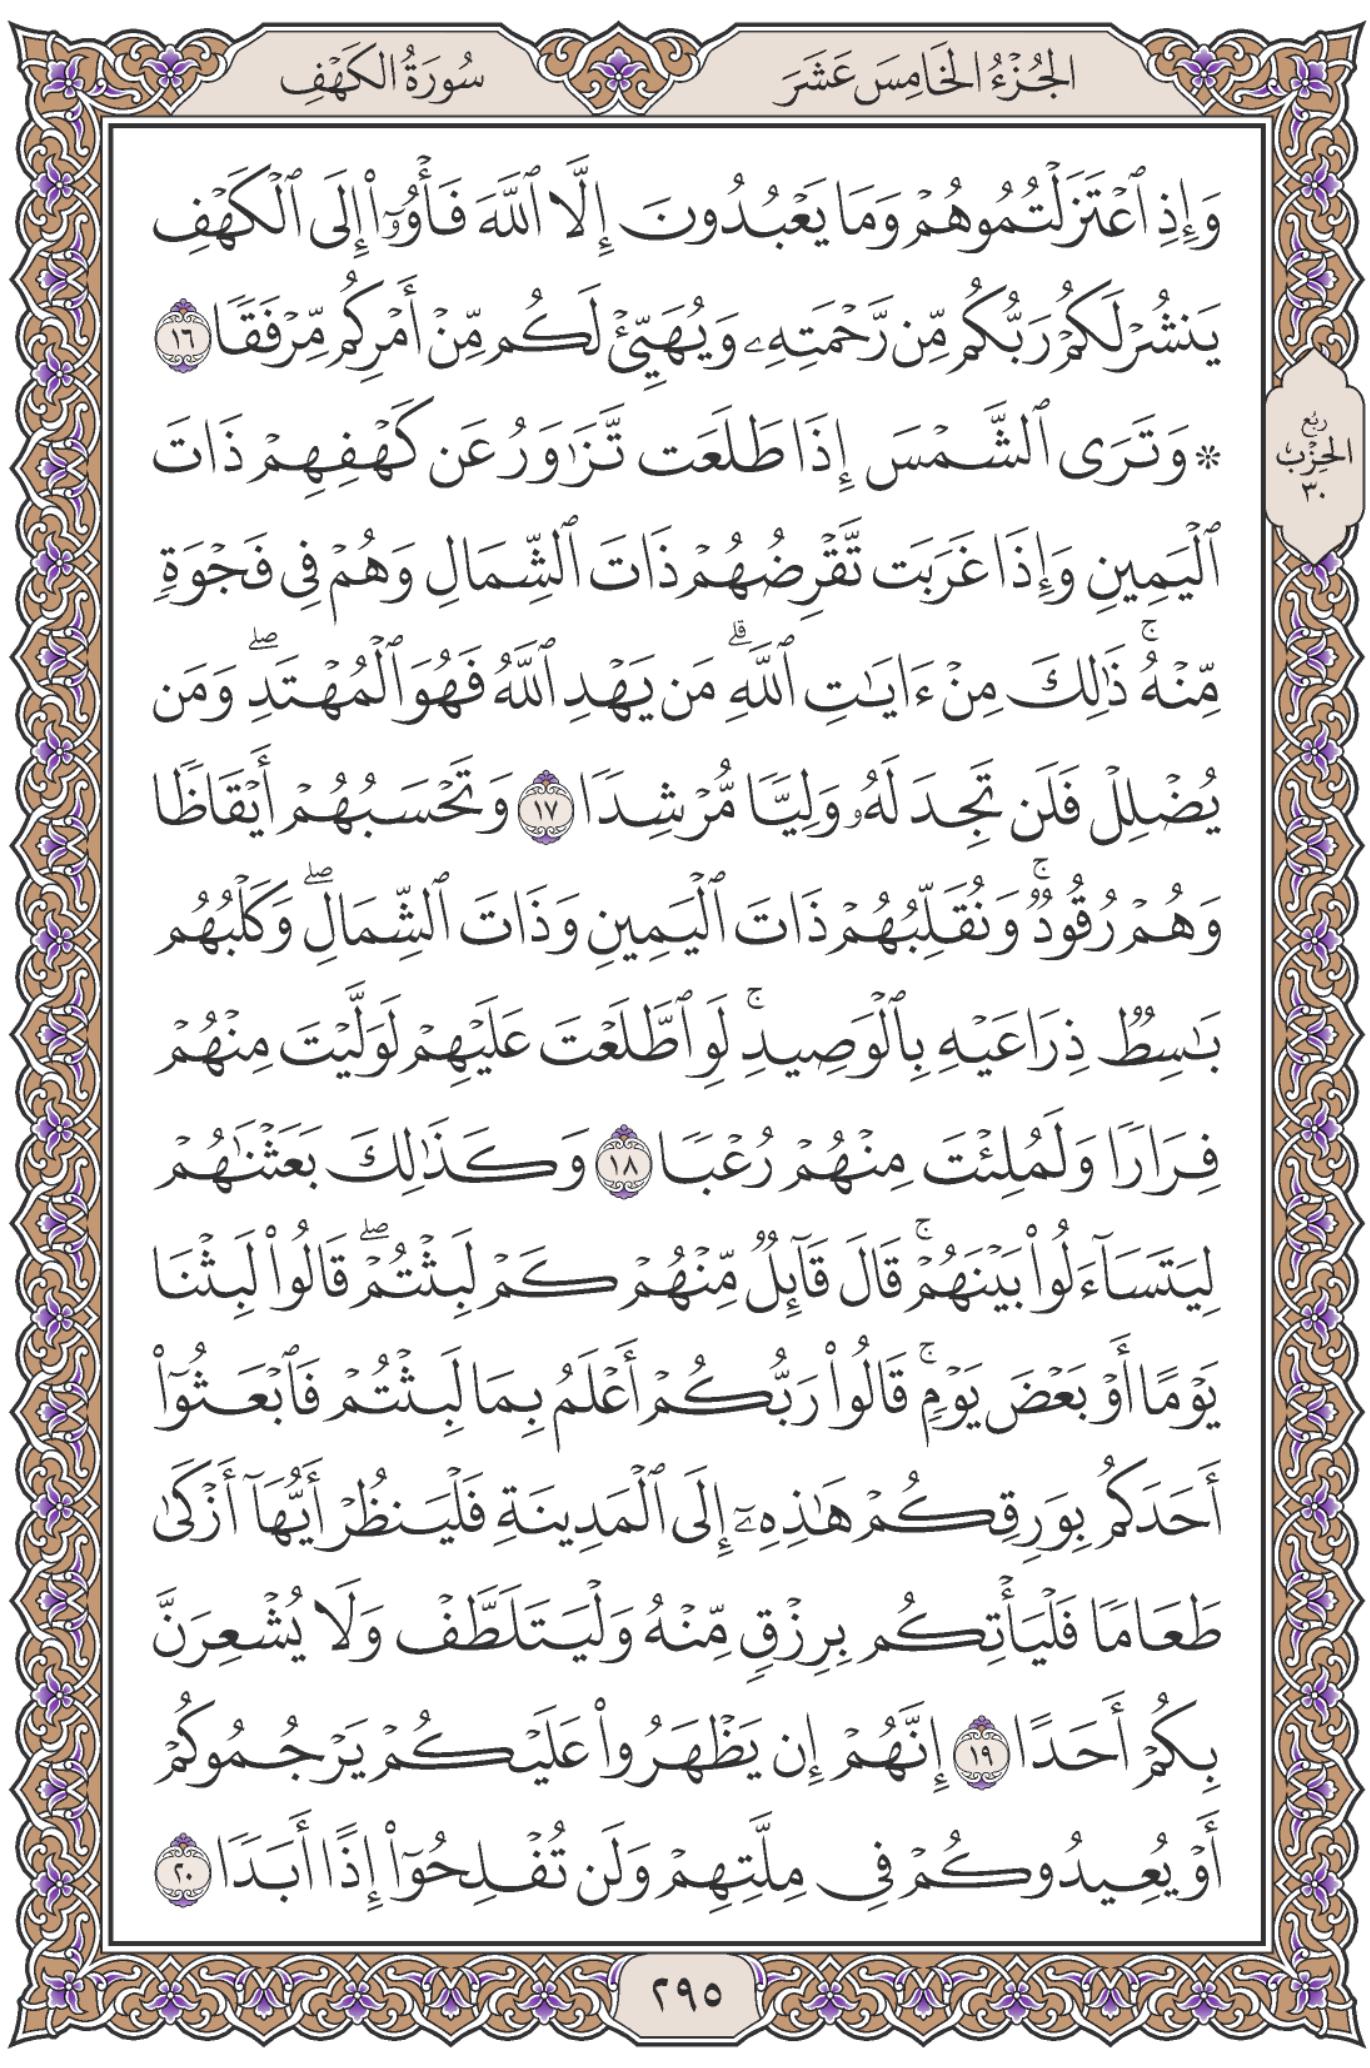 الجُزْءُ الخَامِسَ عَشَرَ
سُورَةُ الكَهْفِ
وَإِذِ ٱعْتَزَلْتُمُوهُمْ وَمَا يَعْبُدُونَ إِلَّا ٱللَّهَ فَأْوُۥٓا۟ إِلَى ٱلْكَهْفِ
يَنشُرْ لَكُمْ رَبُّكُم مِّن رَّحْمَتِهِۦ وَيُهَيِّئْ لَكُم مِّنْ أَمْرِكُم مِّرْفَقًا ١٦
* وَتَرَى ٱلشَّمْسَ إِذَا طَلَعَت تَّزَٰوَرُ عَن كَهْفِهِمْ ذَاتَ
ٱلْيَمِينِ وَإِذَا غَرَبَت تَّقْرِضُهُمْ ذَاتَ ٱلشِّمَالِ وَهُمْ فِى فَجْوَةٍ
مِّنْهُ ۚ ذَٰلِكَ مِنْ ءَايَـٰتِ ٱللَّهِ ۗ مَن يَهْدِ ٱللَّهُ فَهُوَ ٱلْمُهْتَدِ ۖ وَمَن
يُضْلِلْ فَلَن تَجِدَ لَهُۥ وَلِيًّا مُّرْشِدًا ١٧ وَتَحْسَبُهُمْ أَيْقَاظًا
وَهُمْ رُقُودٌ ۚ وَنُقَلِّبُهُمْ ذَاتَ ٱلْيَمِينِ وَذَاتَ ٱلشِّمَالِ ۖ وَكَلْبُهُم
بَـٰسِطٌ ذِرَاعَيْهِ بِٱلْوَصِيدِ ۚ لَوِ ٱطَّلَعْتَ عَلَيْهِمْ لَوَلَّيْتَ مِنْهُمْ
فِرَارًا وَلَمُلِئْتَ مِنْهُمْ رُعْبًا ١٨ وَكَذَٰلِكَ بَعَثْنَـٰهُمْ
لِيَتَسَآءَلُوا۟ بَيْنَهُمْ ۚ قَالَ قَآئِلٌ مِّنْهُمْ كَمْ لَبِثْتُمْ ۖ قَالُوا۟ لَبِثْنَا
يَوْمًا أَوْ بَعْضَ يَوْمٍ ۚ قَالُوا۟ رَبُّكُمْ أَعْلَمُ بِمَا لَبِثْتُمْ فَٱبْعَثُوٓا۟
أَحَدَكُم بِوَرِقِكُمْ هَـٰذِهِۦٓ إِلَى ٱلْمَدِينَةِ فَلْيَنظُرْ أَيُّهَآ أَزْكَىٰ
طَعَامًا فَلْيَأْتِكُم بِرِزْقٍ مِّنْهُ وَلْيَتَلَطَّفْ وَلَا يُشْعِرَنَّ
بِكُمْ أَحَدًا ١٩ إِنَّهُمْ إِن يَظْهَرُوا۟ عَلَيْكُمْ يَرْجُمُوكُمْ
أَوْ يُعِيدُوكُمْ فِى مِلَّتِهِمْ وَلَن تُفْلِحُوٓا۟ إِذًا أَبَدًا ٢٠
رُبُع
الحِزْب
٣٠
٢٩٥